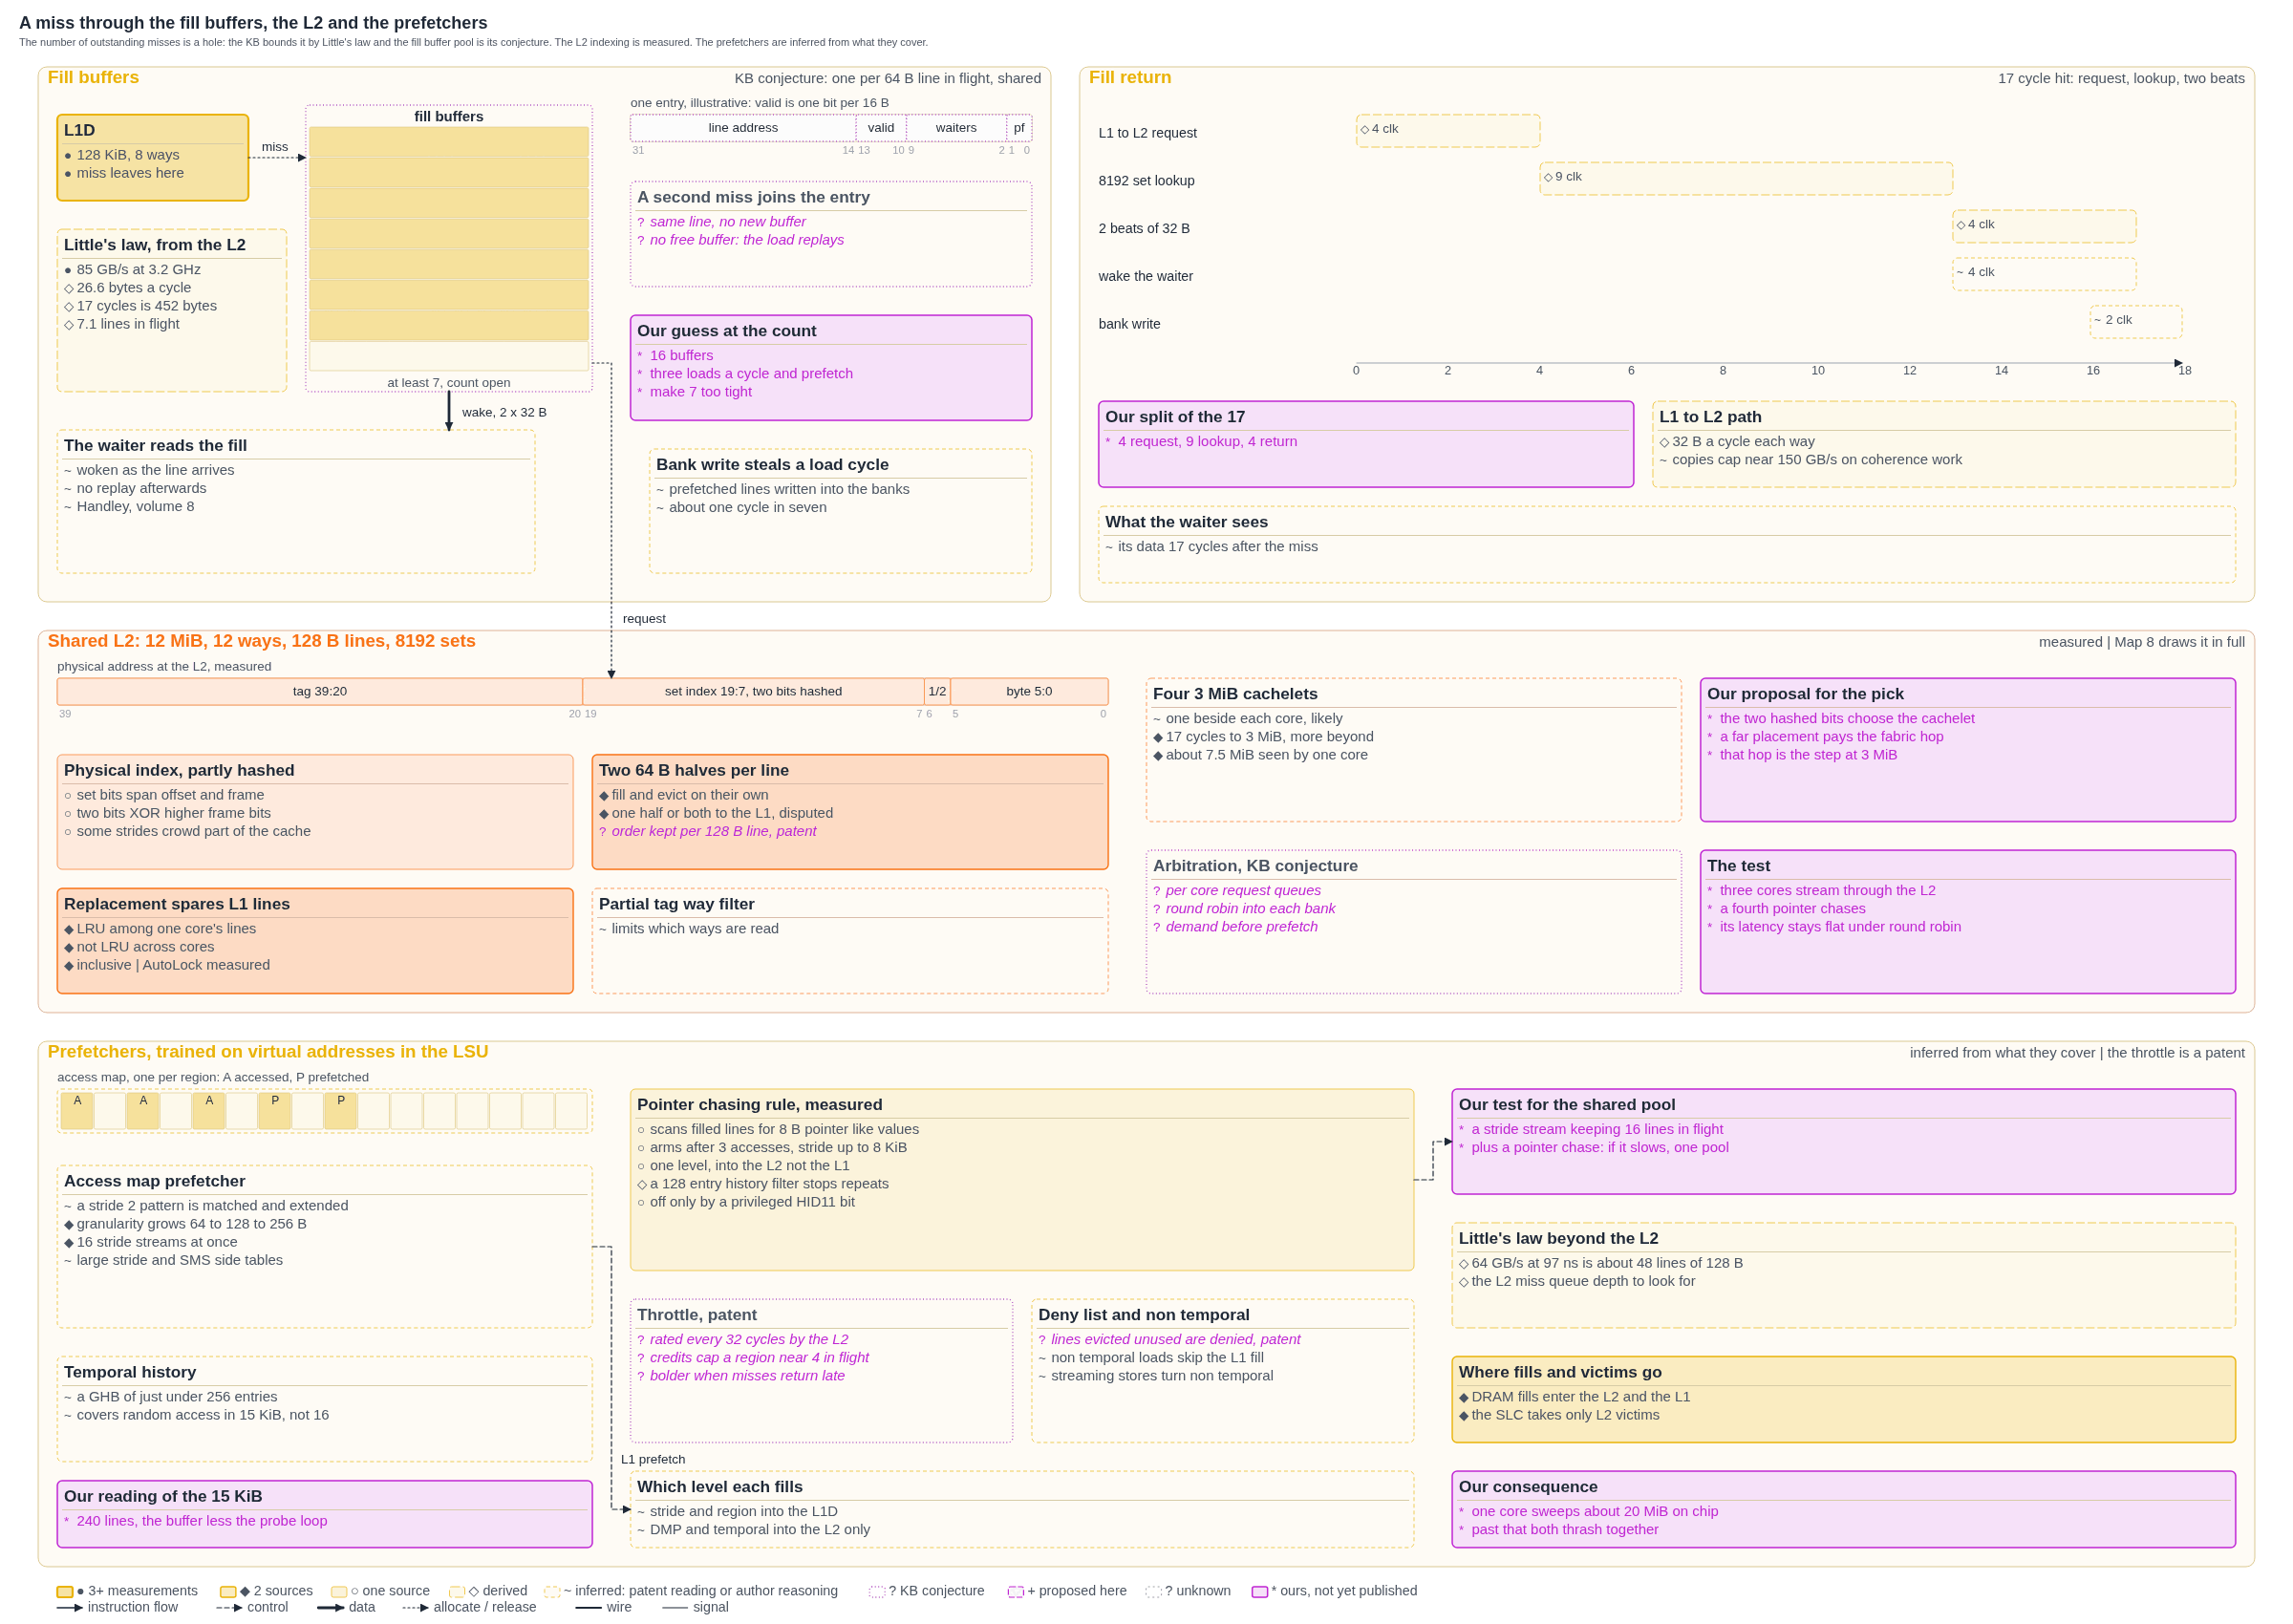 A miss through the fill buffers, the L2 and the prefetchers
The number of outstanding misses is a hole: the KB bounds it by Little's law and the fill buffer pool is its conjecture. The L2 indexing is measured. The prefetchers are inferred from what they cover.
Fill buffers
KB conjecture: one per 64 B line in flight, shared
L1D
● 128 KiB, 8 ways
● miss leaves here
miss
fill buffers
at least 7, count open
Little's law, from the L2
● 85 GB/s at 3.2 GHz
◇ 26.6 bytes a cycle
◇ 17 cycles is 452 bytes
◇ 7.1 lines in flight
wake, 2 x 32 B
The waiter reads the fill
~ woken as the line arrives
~ no replay afterwards
~ Handley, volume 8
one entry, illustrative: valid is one bit per 16 B
line address valid waiters pf
31 14 13 10 9 2 1 0
A second miss joins the entry
? same line, no new buffer
? no free buffer: the load replays
Our guess at the count
* 16 buffers
* three loads a cycle and prefetch
* make 7 too tight
Bank write steals a load cycle
~ prefetched lines written into the banks
~ about one cycle in seven
request
Fill return
17 cycle hit: request, lookup, two beats
L1 to L2 request
◇ 4 clk
8192 set lookup
◇ 9 clk
2 beats of 32 B
◇ 4 clk
wake the waiter
~ 4 clk
bank write
~ 2 clk
0 2 4 6 8 10 12 14 16 18
Our split of the 17
* 4 request, 9 lookup, 4 return
L1 to L2 path
◇ 32 B a cycle each way
~ copies cap near 150 GB/s on coherence work
What the waiter sees
~ its data 17 cycles after the miss
Shared L2: 12 MiB, 12 ways, 128 B lines, 8192 sets
measured | Map 8 draws it in full
physical address at the L2, measured
tag 39:20 set index 19:7, two bits hashed 1/2 byte 5:0
39 20 19 7 6 5 0
Physical index, partly hashed
○ set bits span offset and frame
○ two bits XOR higher frame bits
○ some strides crowd part of the cache
Two 64 B halves per line
◆ fill and evict on their own
◆ one half or both to the L1, disputed
? order kept per 128 B line, patent
Replacement spares L1 lines
◆ LRU among one core's lines
◆ not LRU across cores
◆ inclusive | AutoLock measured
Partial tag way filter
~ limits which ways are read
Four 3 MiB cachelets
~ one beside each core, likely
◆ 17 cycles to 3 MiB, more beyond
◆ about 7.5 MiB seen by one core
Our proposal for the pick
* the two hashed bits choose the cachelet
* a far placement pays the fabric hop
* that hop is the step at 3 MiB
Arbitration, KB conjecture
? per core request queues
? round robin into each bank
? demand before prefetch
The test
* three cores stream through the L2
* a fourth pointer chases
* its latency stays flat under round robin
Prefetchers, trained on virtual addresses in the LSU
inferred from what they cover | the throttle is a patent
access map, one per region: A accessed, P prefetched
A A A P P
Access map prefetcher
~ a stride 2 pattern is matched and extended
◆ granularity grows 64 to 128 to 256 B
◆ 16 stride streams at once
~ large stride and SMS side tables
Temporal history
~ a GHB of just under 256 entries
~ covers random access in 15 KiB, not 16
Our reading of the 15 KiB
* 240 lines, the buffer less the probe loop
Pointer chasing rule, measured
○ scans filled lines for 8 B pointer like values
○ arms after 3 accesses, stride up to 8 KiB
○ one level, into the L2 not the L1
◇ a 128 entry history filter stops repeats
○ off only by a privileged HID11 bit
Throttle, patent
? rated every 32 cycles by the L2
? credits cap a region near 4 in flight
? bolder when misses return late
Deny list and non temporal
? lines evicted unused are denied, patent
~ non temporal loads skip the L1 fill
~ streaming stores turn non temporal
L1 prefetch
Which level each fills
~ stride and region into the L1D
~ DMP and temporal into the L2 only
Our test for the shared pool
* a stride stream keeping 16 lines in flight
* plus a pointer chase: if it slows, one pool
Little's law beyond the L2
◇ 64 GB/s at 97 ns is about 48 lines of 128 B
◇ the L2 miss queue depth to look for
Where fills and victims go
◆ DRAM fills enter the L2 and the L1
◆ the SLC takes only L2 victims
Our consequence
* one core sweeps about 20 MiB on chip
* past that both thrash together
● 3+ measurements ◆ 2 sources ○ one source ◇ derived ~ inferred: patent reading or author reasoning ? KB conjecture + proposed here ? unknown * ours, not yet published
instruction flow control data allocate / release wire signal